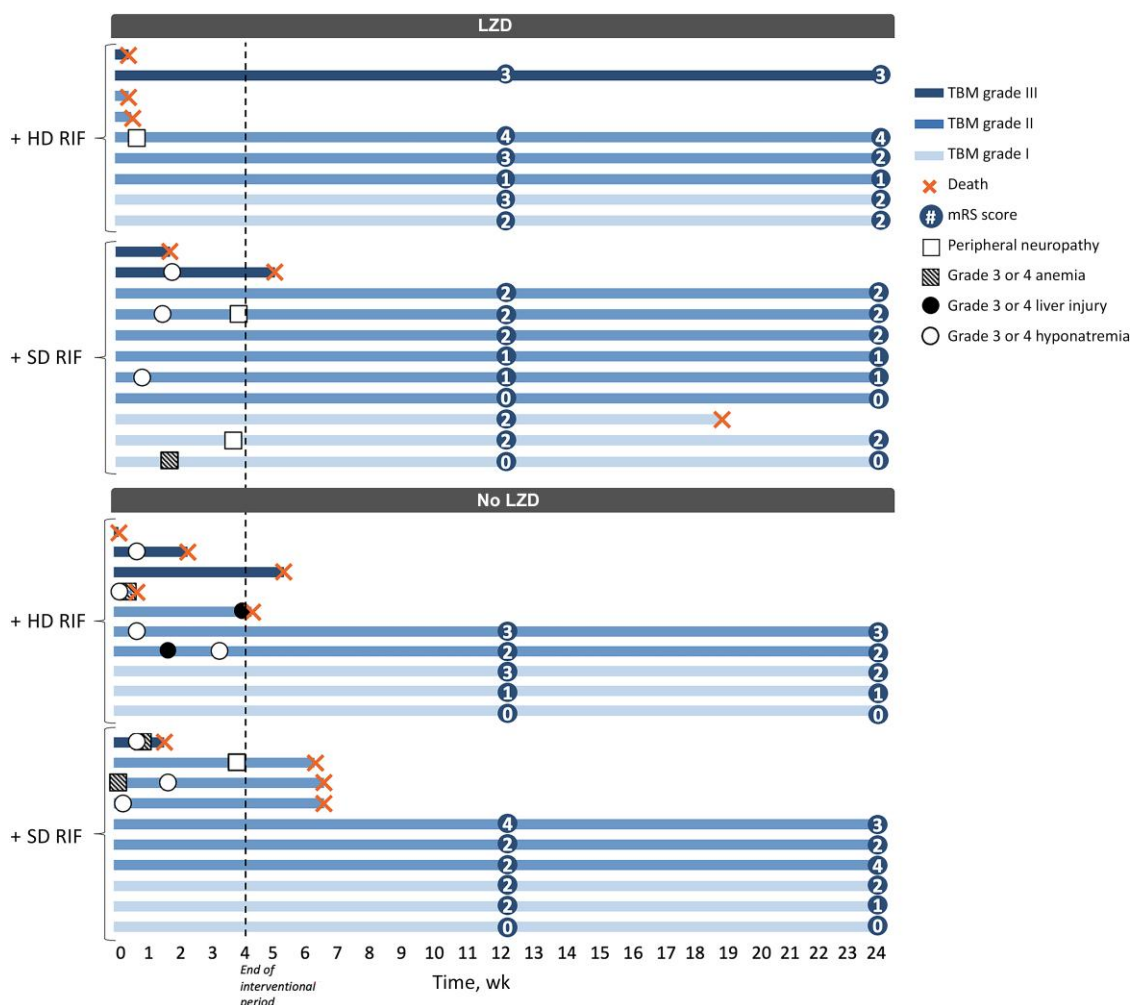 LZD
3 3
+ HD RIF
4 4
3 2
1 1
3 2
2 2
2 2
2 2
2 2
+ SD RIF
1 1
1 1
0 0
2
2 2
0 0
TBM grade III
TBM grade II
TBM grade I
Death
# mRS score
Peripheral neuropathy
Grade 3 or 4 anemia
Grade 3 or 4 liver injury
Grade 3 or 4 hyponatremia
No LZD
+ HD RIF
3 3
2 2
3 2
1 1
0 0
+ SD RIF
4 3
2 2
2 4
2 2
2 1
0 0
0 1 2 3 4 5 6 7 8 9 10 11 12 13 14 15 16 17 18 19 20 21 22 23 24
End of
interventional
period
Time, wk